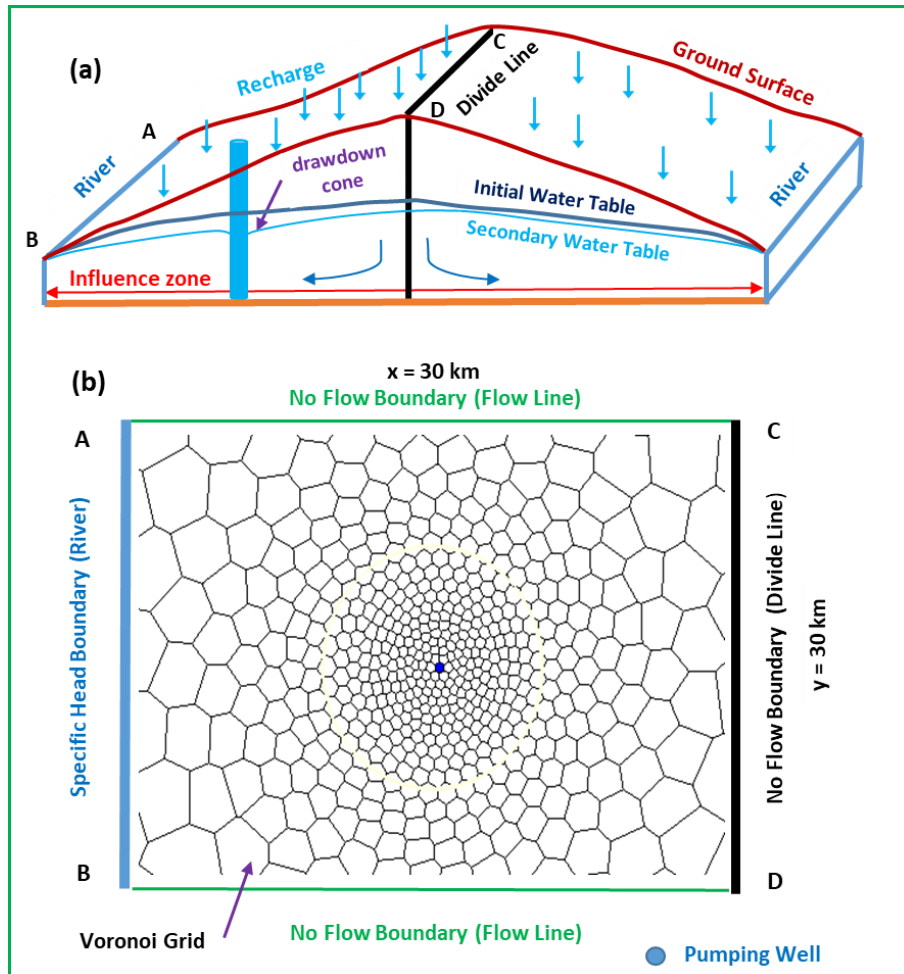 (a)
C
Recharge
Divide Line
Ground Surface
A
D
River
drawdown
cone
Initial Water Table
River
B
Secondary Water Table
Influence zone
(b)
x = 30 km
No Flow Boundary (Flow Line)
A
C
Specific Head Boundary (River)
No Flow Boundary (Divide Line)
y = 30 km
B
D
Voronoi Grid
No Flow Boundary (Flow Line)
Pumping Well